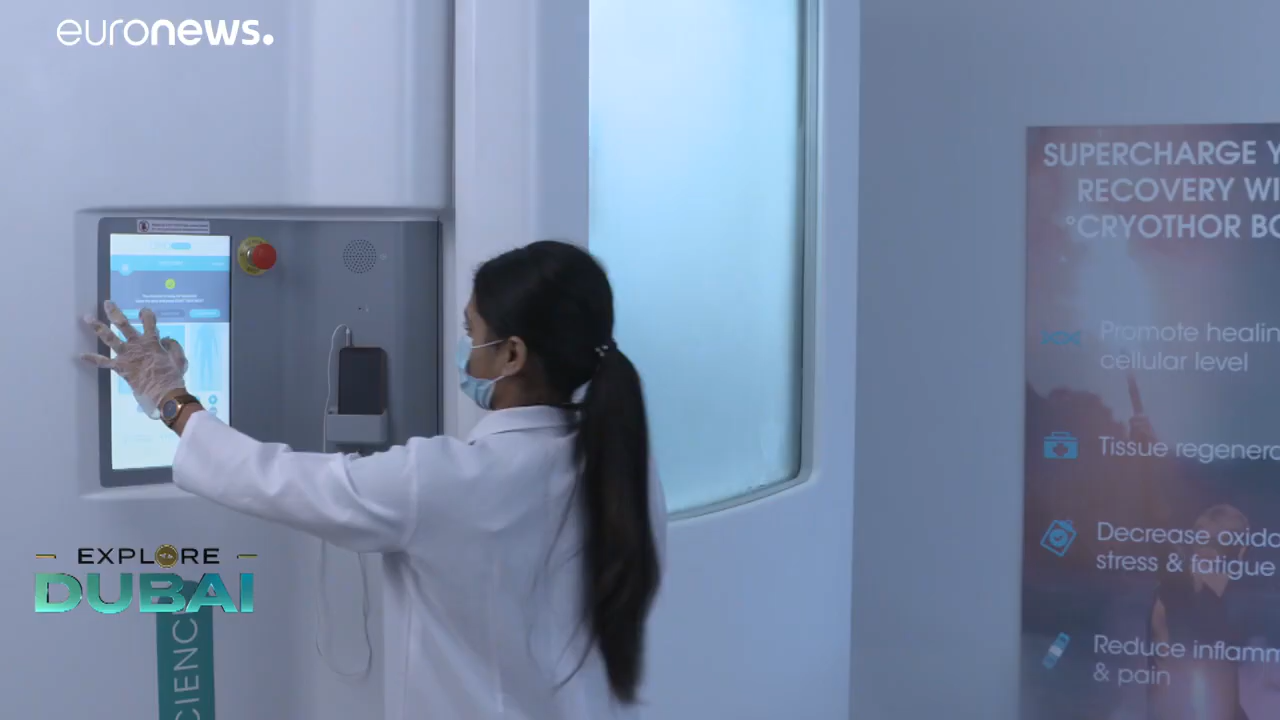 euronews.
EXPLORE
DUBAI
CIENC
SUPERCHARGE Y
RECOVERY WI
°CRYOTHOR BO
Promote healin
cellular level
Tissue regenera
Decrease oxida
stress & fatigue
Reduce inflamm
& pain